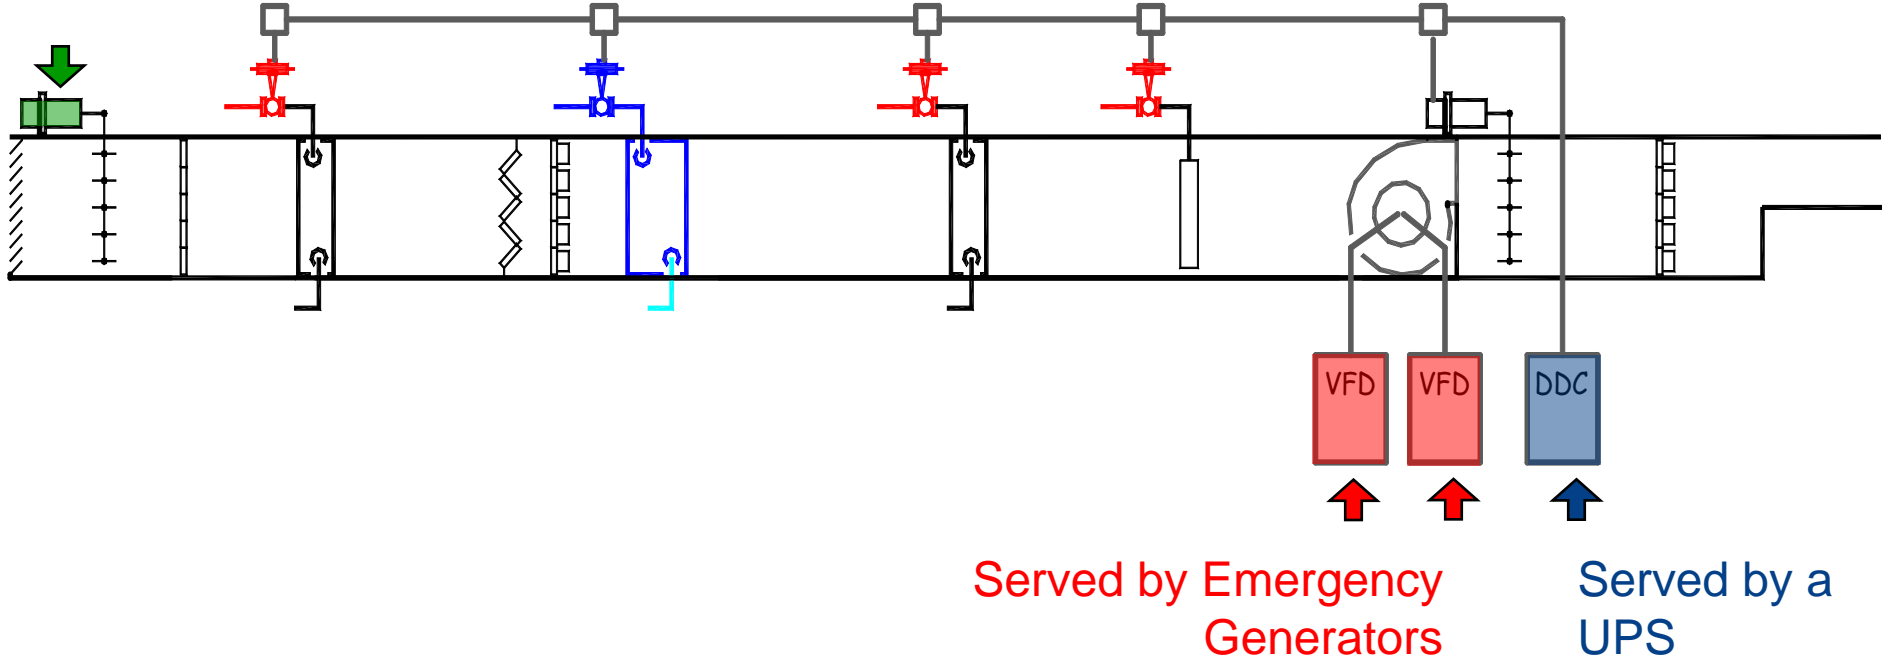 VFD VFD DDC
Served by Emergency
Generators
Served by a
UPS